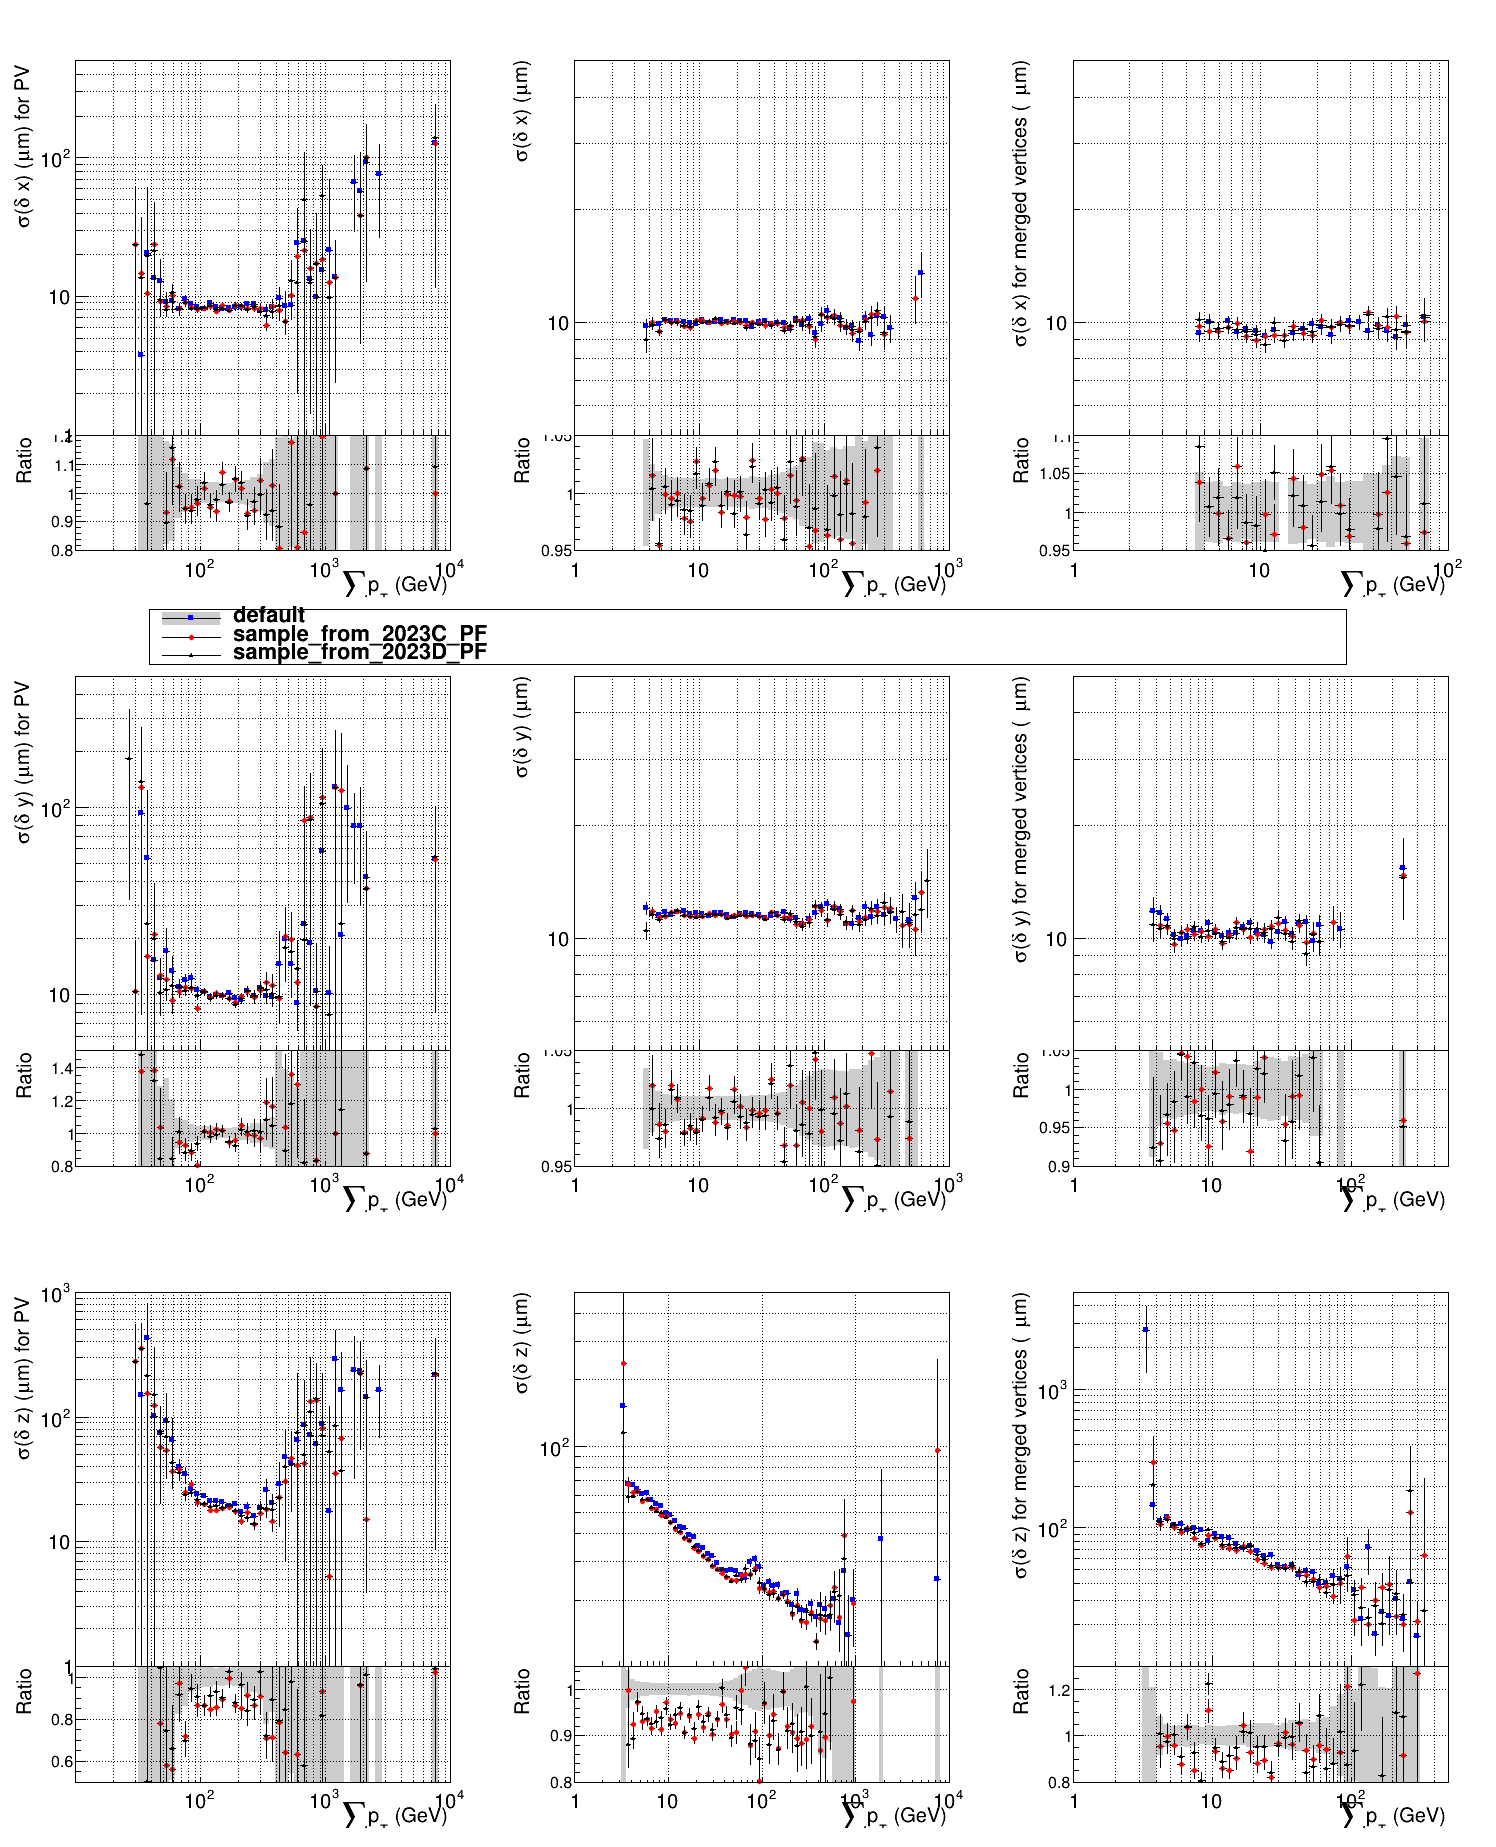 σ(δ x) (μm) for PV
10²
10
1
Ratio
1.1
1
0.9
0.8
10² 10³ 10⁴
∑ p_T (GeV)
σ(δ x) (μm)
10
Ratio
1.05
1
0.95
1 10 10² 10³
∑ p_T (GeV)
σ(δ x) for merged vertices ( μm)
10
Ratio
1.1
1.05
1
0.95
1 10 10²
∑ p_T (GeV)
default
sample_from_2023C_PF
sample_from_2023D_PF
σ(δ y) (μm) for PV
10²
10
Ratio
1.4
1.2
1
0.8
10² 10³ 10⁴
∑ p_T (GeV)
σ(δ y) (μm)
10
Ratio
1.05
1
0.95
1 10 10² 10³
∑ p_T (GeV)
σ(δ y) for merged vertices ( μm)
10
Ratio
1.05
1
0.95
0.9
1 10 10²
∑ p_T (GeV)
σ(δ z) (μm) for PV
10³
10²
10
1
Ratio
1
0.8
0.6
10² 10³ 10⁴
∑ p_T (GeV)
σ(δ z) (μm)
10²
Ratio
1
0.9
0.8
1 10 10² 10³ 10⁴
∑ p_T (GeV)
σ(δ z) for merged vertices ( μm)
10³
10²
Ratio
1.2
1
0.8
1 10 10²
∑ p_T (GeV)